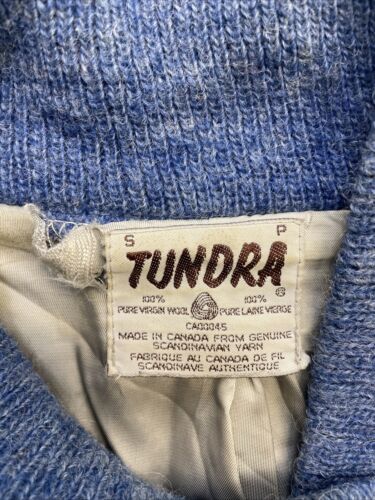 S P
TUNDRA ®
100% 100%
PURE VIRGIN WOOL PURE LAINE VIERGE
CA00045
MADE IN CANADA FROM GENUINE
SCANDINAVIAN YARN
FABRIQUE AU CANADA DE FIL
SCANDINAVE AUTHENTIQUE